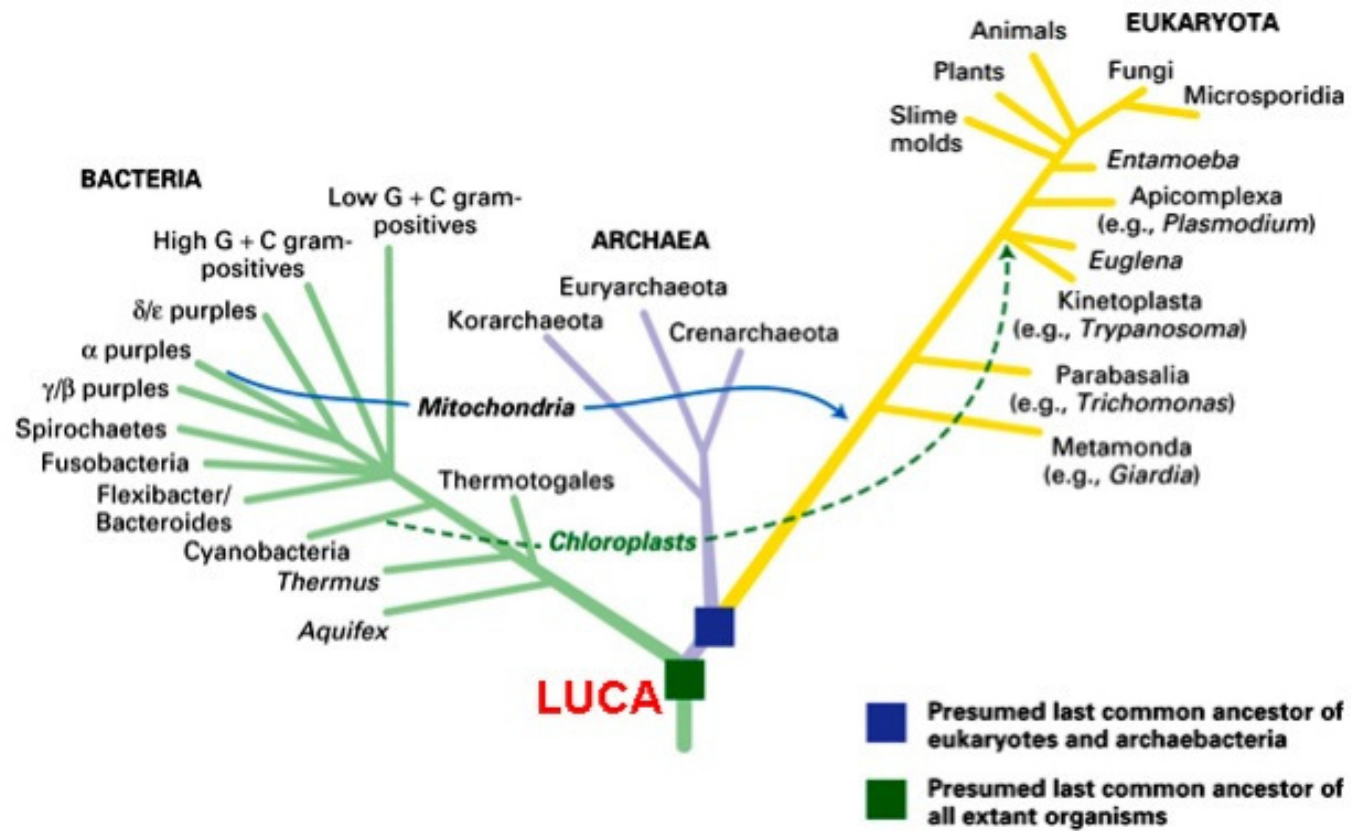 EUKARYOTA
Animals
Plants
Fungi
Microsporidia
Slime
molds
Entamoeba
Apicomplexa
(e.g., Plasmodium)
Euglena
Kinetoplasta
(e.g., Trypanosoma)
Parabasalia
(e.g., Trichomonas)
Metamonda
(e.g., Giardia)
BACTERIA
Low G + C gram-
positives
High G + C gram-
positives
δ/ε purples
α purples
γ/β purples
Spirochaetes
Fusobacteria
Flexibacter/
Bacteroides
Cyanobacteria
Thermus
Aquifex
Thermotogales
ARCHAEA
Euryarchaeota
Korarchaeota
Crenarchaeota
Mitochondria
Chloroplasts
LUCA
Presumed last common ancestor of
eukaryotes and archaebacteria
Presumed last common ancestor of
all extant organisms